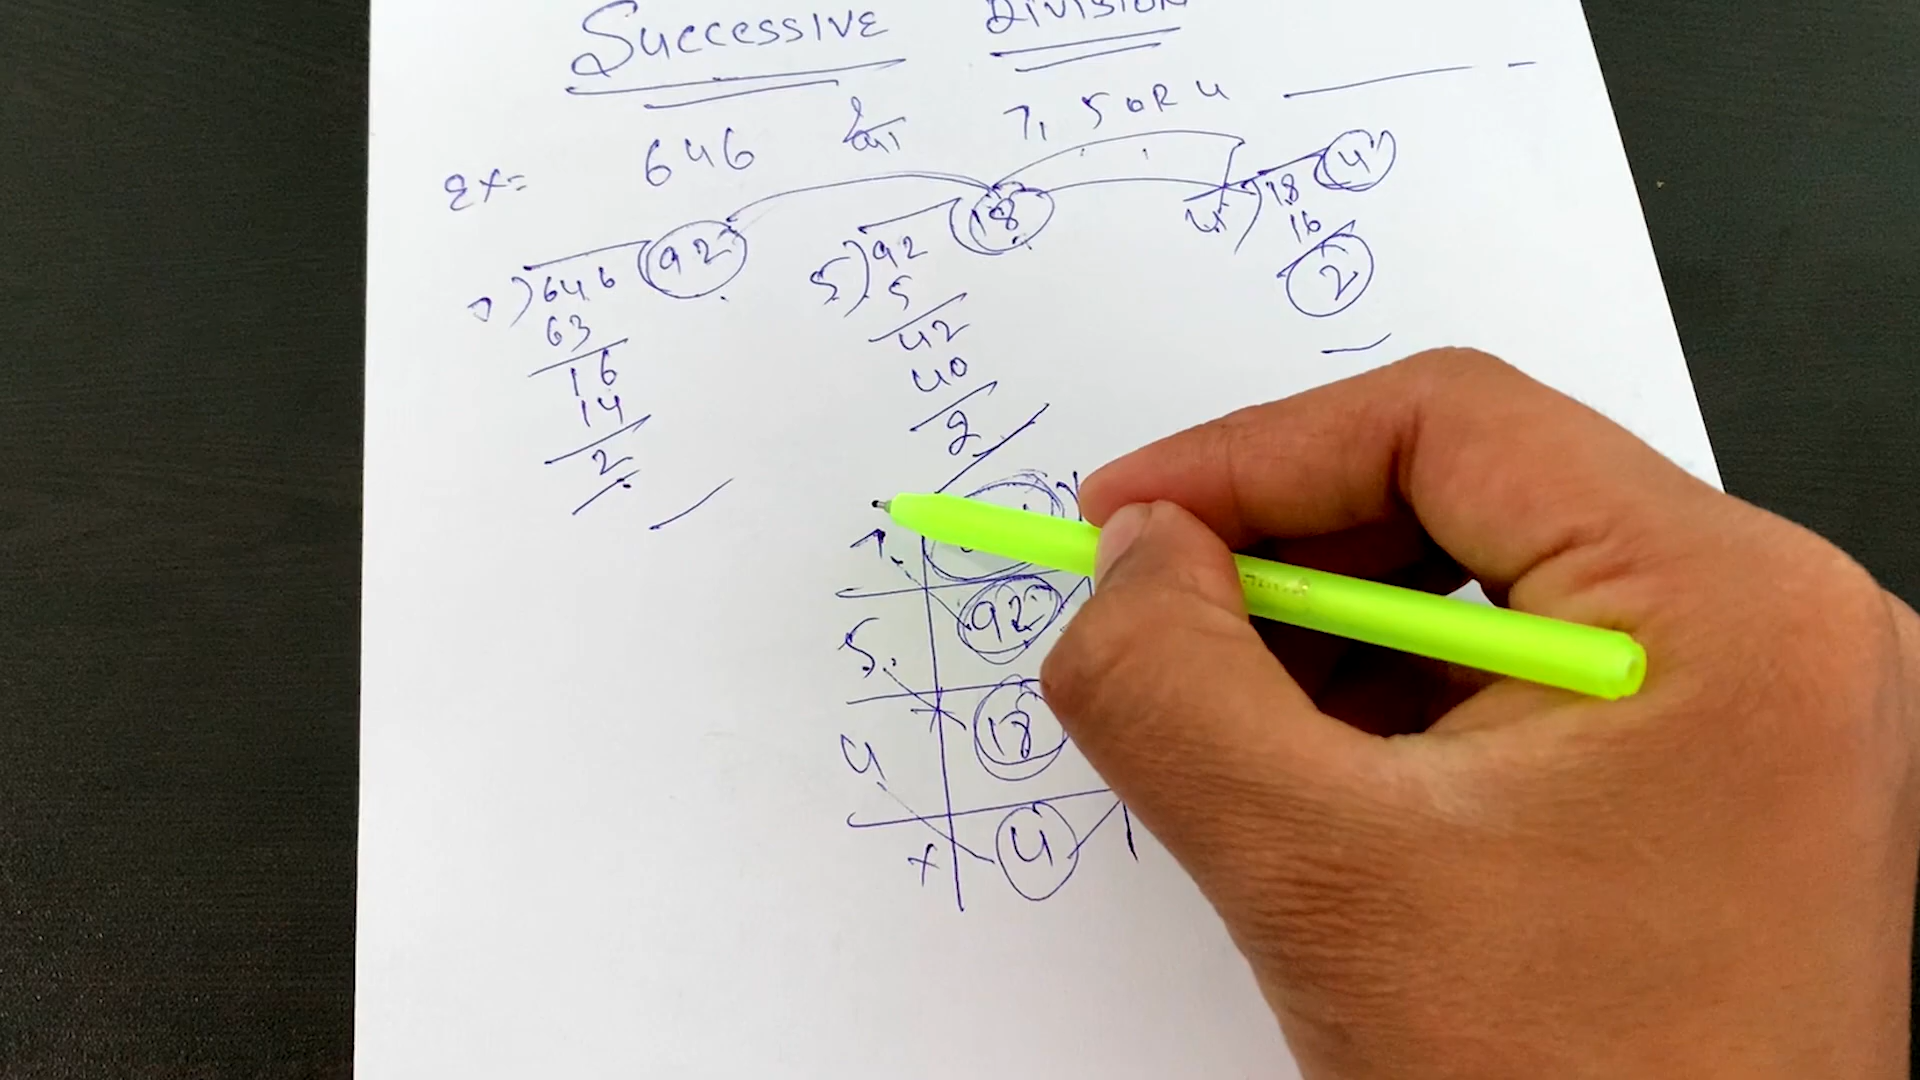 SUCCESSIVE DIVISION
Ex= 646 को 7, 5 OR 4
7) 646 (92
63
16
14
2
5) 92 (18
5
42
40
2
4) 18 (4
16
2
7
5 92
4 18
x 4